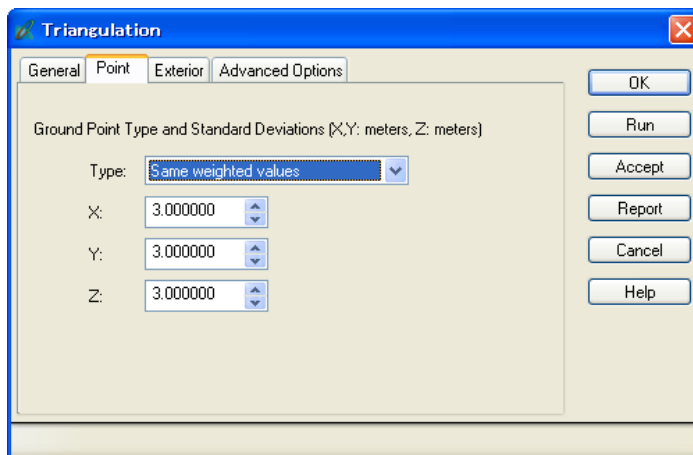 Triangulation
General Point Exterior Advanced Options
Ground Point Type and Standard Deviations (X,Y: meters, Z: meters)
Type: Same weighted values
X: 3.000000
Y: 3.000000
Z: 3.000000
OK
Run
Accept
Report
Cancel
Help